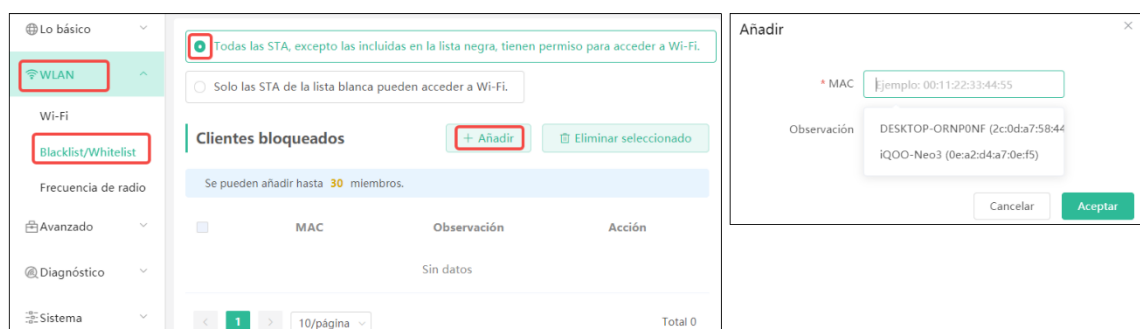 Lo básico
WLAN
Wi-Fi
Blacklist/Whitelist
Frecuencia de radio
Avanzado
Diagnóstico
Sistema
Todas las STA, excepto las incluidas en la lista negra, tienen permiso para acceder a Wi-Fi.
Solo las STA de la lista blanca pueden acceder a Wi-Fi.
Clientes bloqueados
+ Añadir
Eliminar seleccionado
Se pueden añadir hasta 30 miembros.
MAC Observación Acción
Sin datos
< 1 > 10/página Total 0
Añadir
* MAC Ejemplo: 00:11:22:33:44:55
Observación
DESKTOP-ORNP0NF (2c:0d:a7:58:44
iQOO-Neo3 (0e:a2:d4:a7:0e:f5)
Cancelar Aceptar